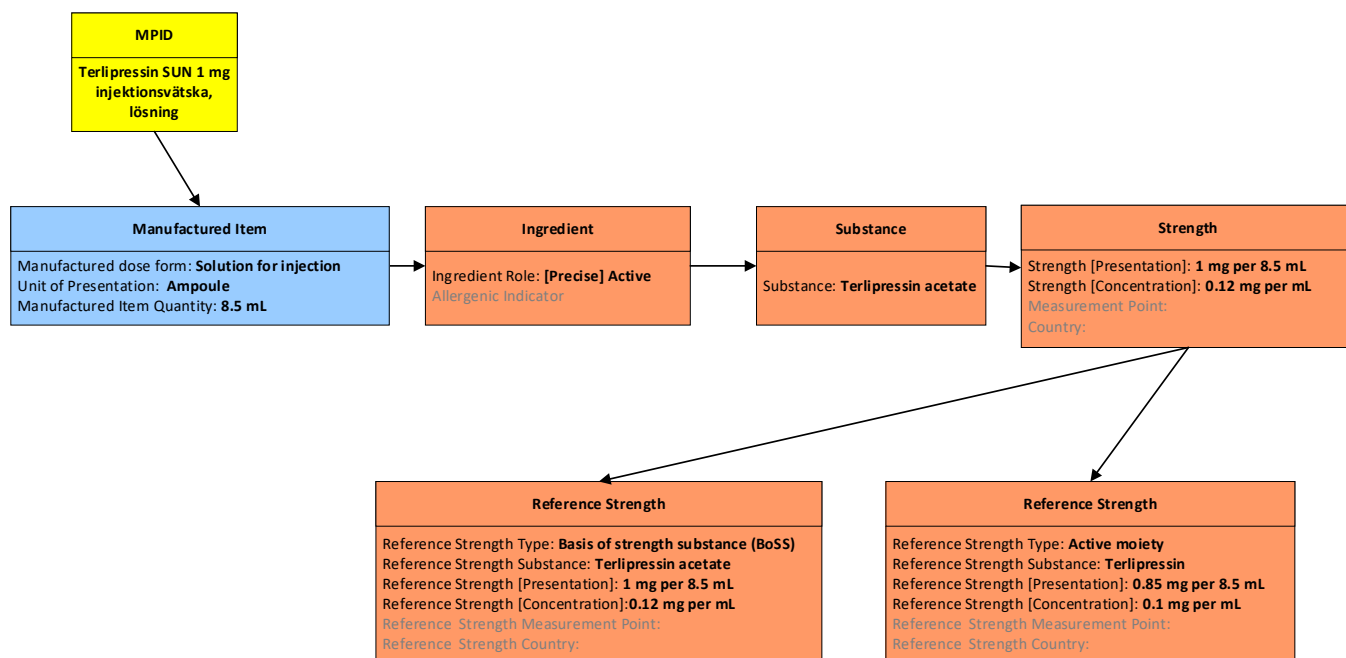 MPID
Terlipressin SUN 1 mg
injektionsvätska,
lösning
Manufactured Item
Manufactured dose form: Solution for injection
Unit of Presentation: Ampoule
Manufactured Item Quantity: 8.5 mL
Ingredient
Ingredient Role: [Precise] Active
Allergenic Indicator
Substance
Substance: Terlipressin acetate
Strength
Strength [Presentation]: 1 mg per 8.5 mL
Strength [Concentration]: 0.12 mg per mL
Measurement Point:
Country:
Reference Strength
Reference Strength Type: Basis of strength substance (BoSS)
Reference Strength Substance: Terlipressin acetate
Reference Strength [Presentation]: 1 mg per 8.5 mL
Reference Strength [Concentration]:0.12 mg per mL
Reference Strength Measurement Point:
Reference Strength Country:
Reference Strength
Reference Strength Type: Active moiety
Reference Strength Substance: Terlipressin
Reference Strength [Presentation]: 0.85 mg per 8.5 mL
Reference Strength [Concentration]: 0.1 mg per mL
Reference Strength Measurement Point:
Reference Strength Country: